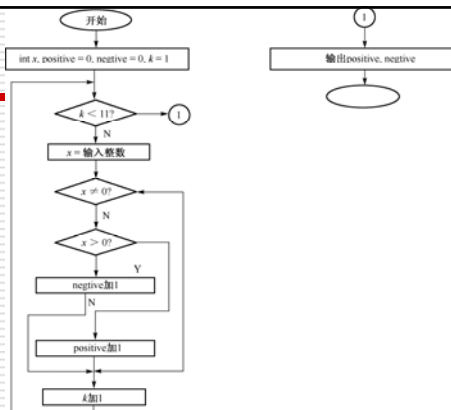 开始
int x, positive = 0, negtive = 0, k = 1
k < 11?
1
N
x = 输入整数
x ≠ 0?
N
x > 0?
Y
negtive加1
N
positive加1
k加1
1
输出positive, negtive